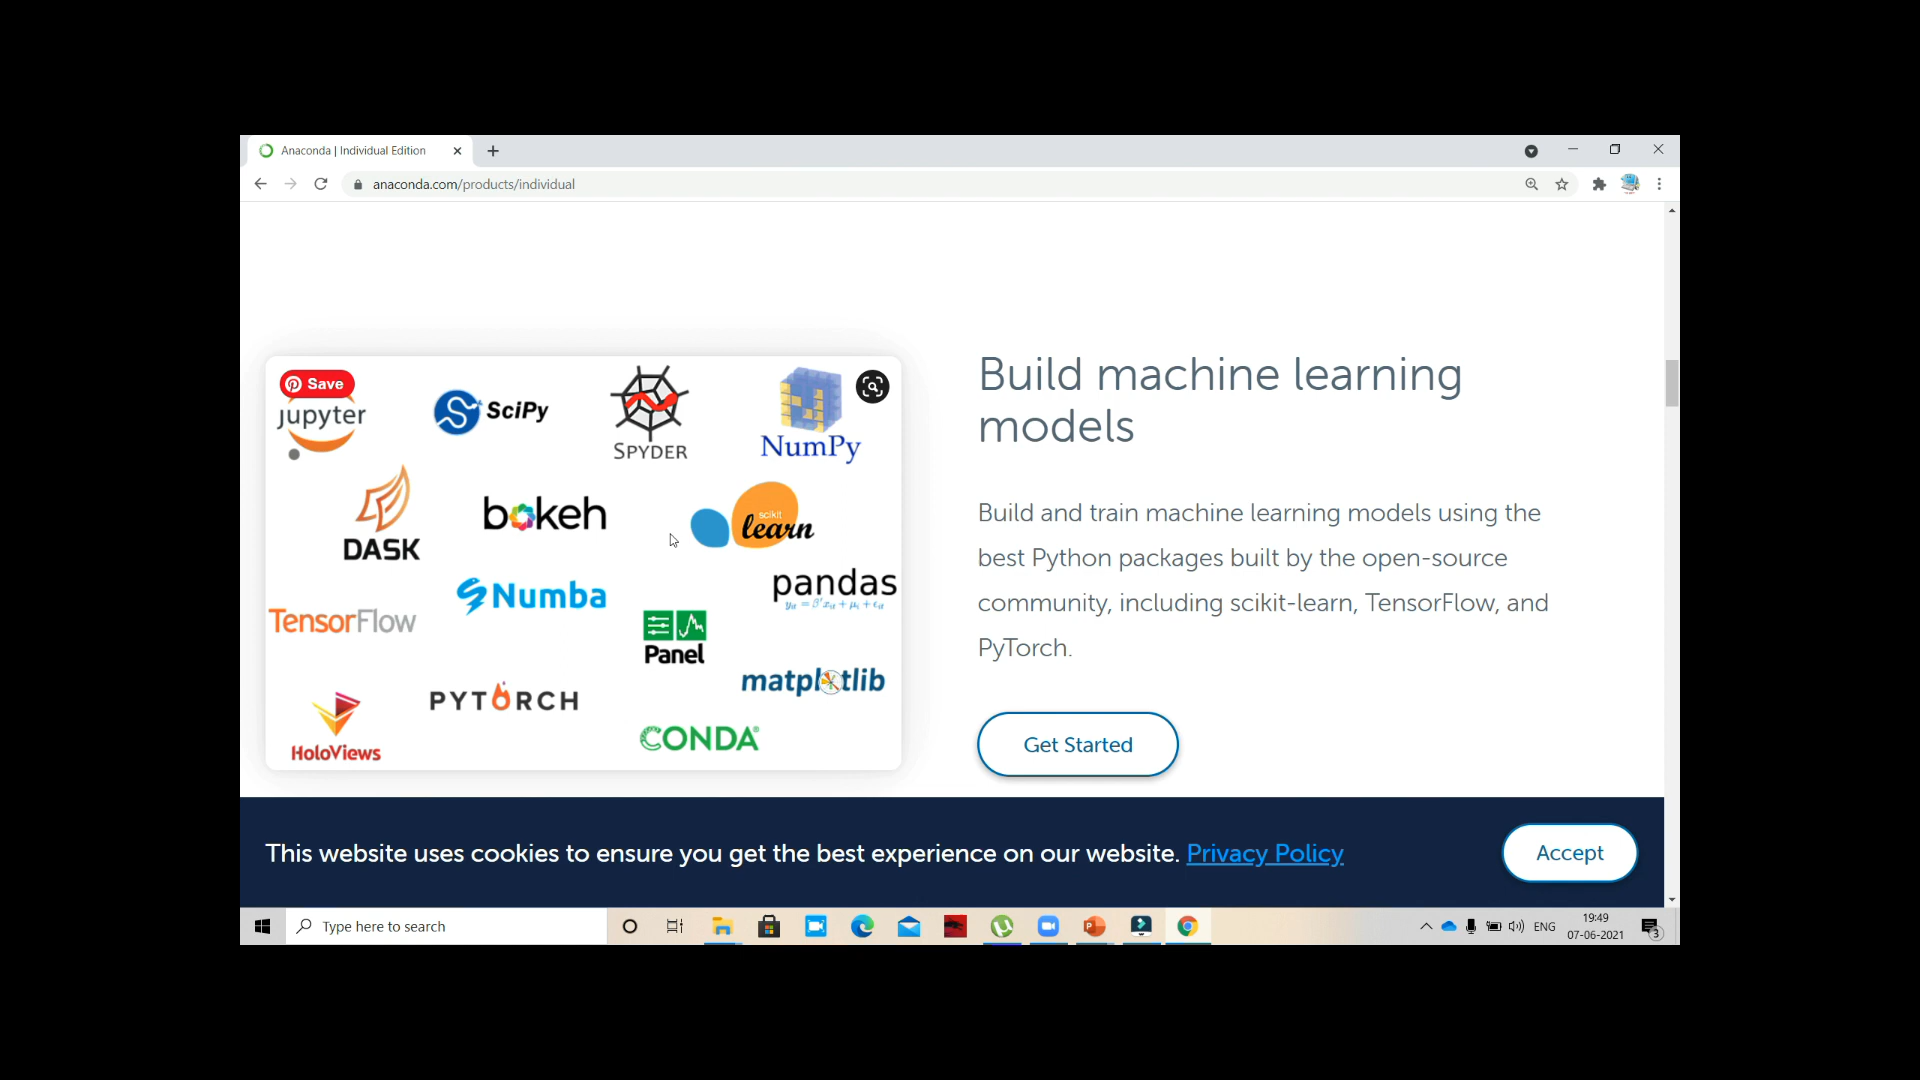 Anaconda | Individual Edition
anaconda.com/products/individual
Save
jupyter
SciPy
SPYDER
NumPy
DASK
bokeh
scikit
learn
Numba
pandas
TensorFlow
Panel
matplotlib
PYTORCH
HoloViews
CONDA
Build machine learning
models
Build and train machine learning models using the
best Python packages built by the open-source
community, including scikit-learn, TensorFlow, and
PyTorch.
Get Started
This website uses cookies to ensure you get the best experience on our website. Privacy Policy
Accept
Type here to search
ENG
19:49
07-06-2021
3